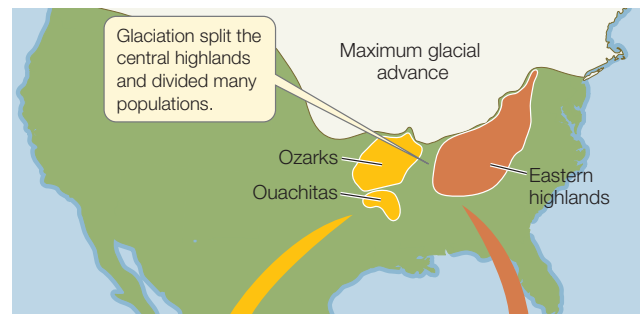 Glaciation split the
central highlands
and divided many
populations.
Maximum glacial
advance
Ozarks
Ouachitas
Eastern
highlands